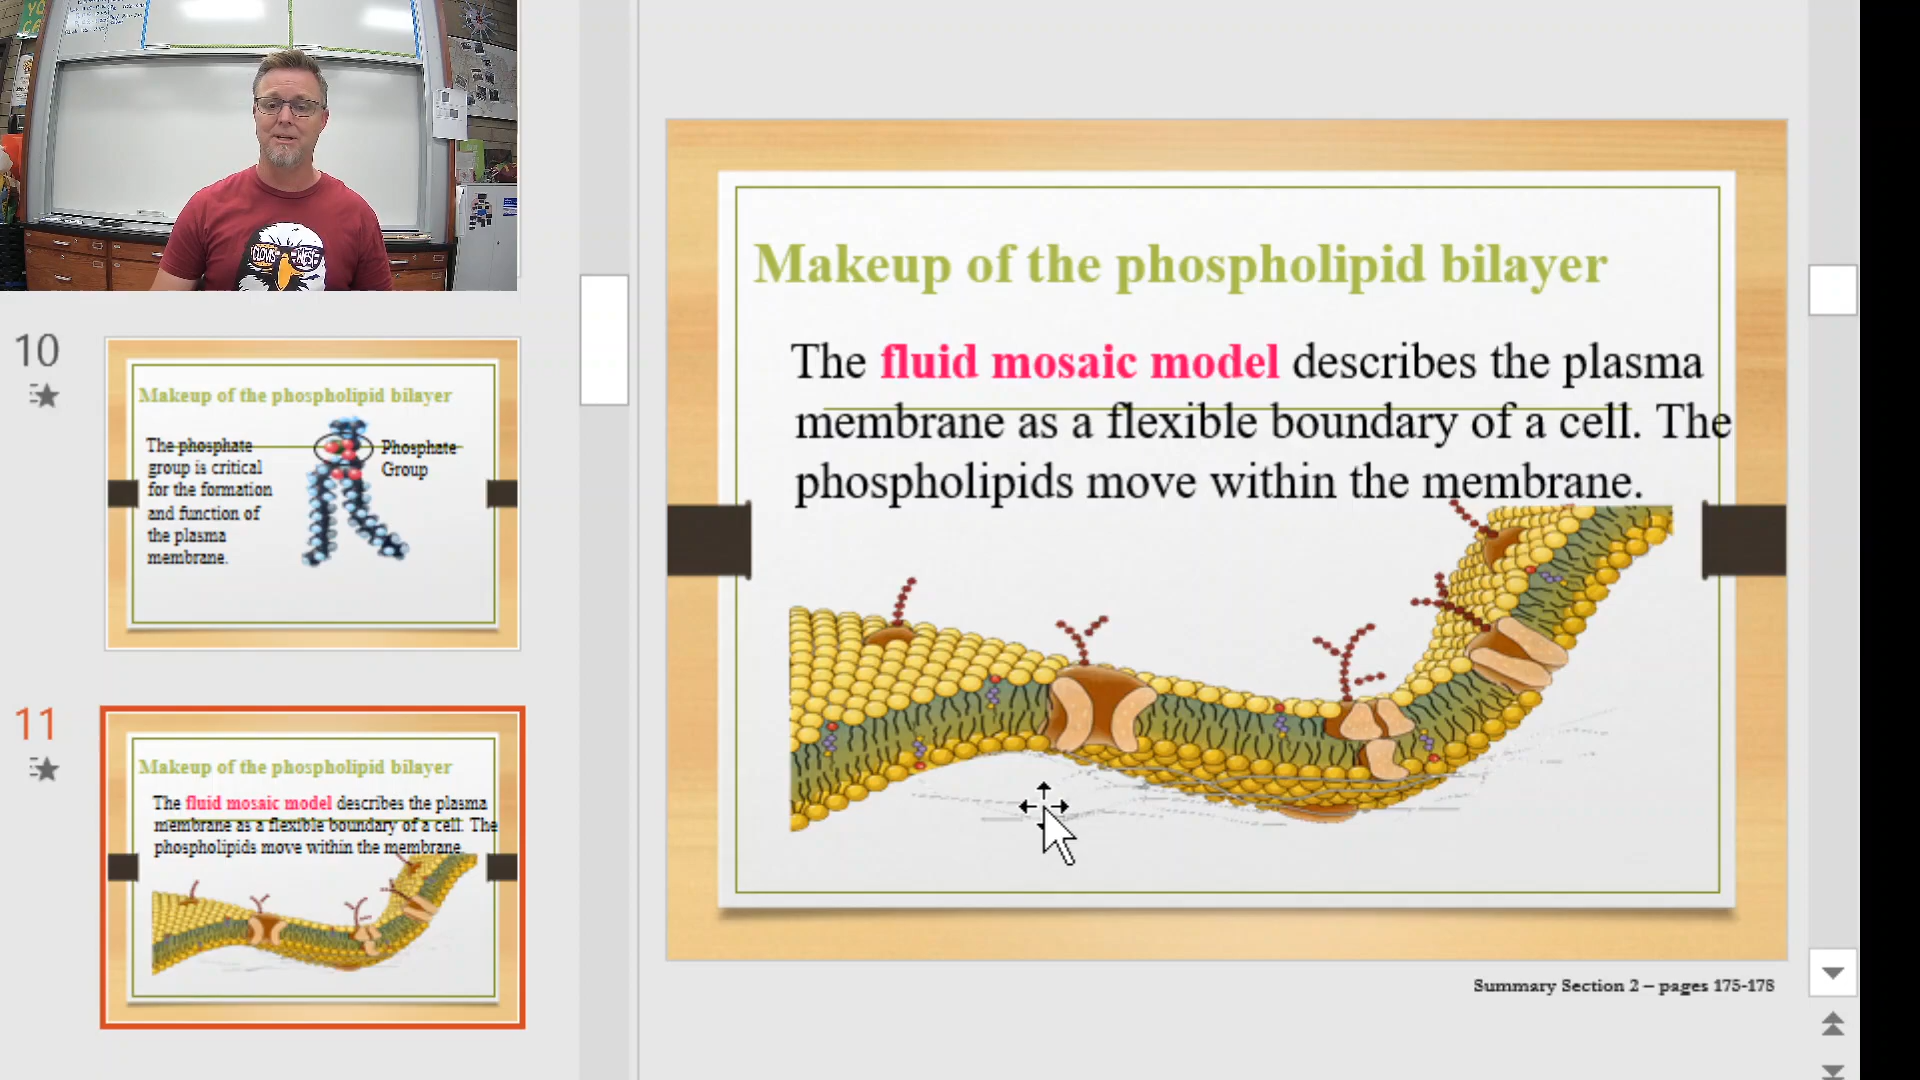 YO
CA
CLOVIS WEST
10
Makeup of the phospholipid bilayer
The phosphate
group is critical
for the formation
and function of
the plasma
membrane.
Phosphate
Group
11
Makeup of the phospholipid bilayer
The fluid mosaic model describes the plasma
membrane as a flexible boundary of a cell. The
phospholipids move within the membrane.
Makeup of the phospholipid bilayer
The fluid mosaic model describes the plasma
membrane as a flexible boundary of a cell. The
phospholipids move within the membrane.
Summary Section 2 – pages 175-178